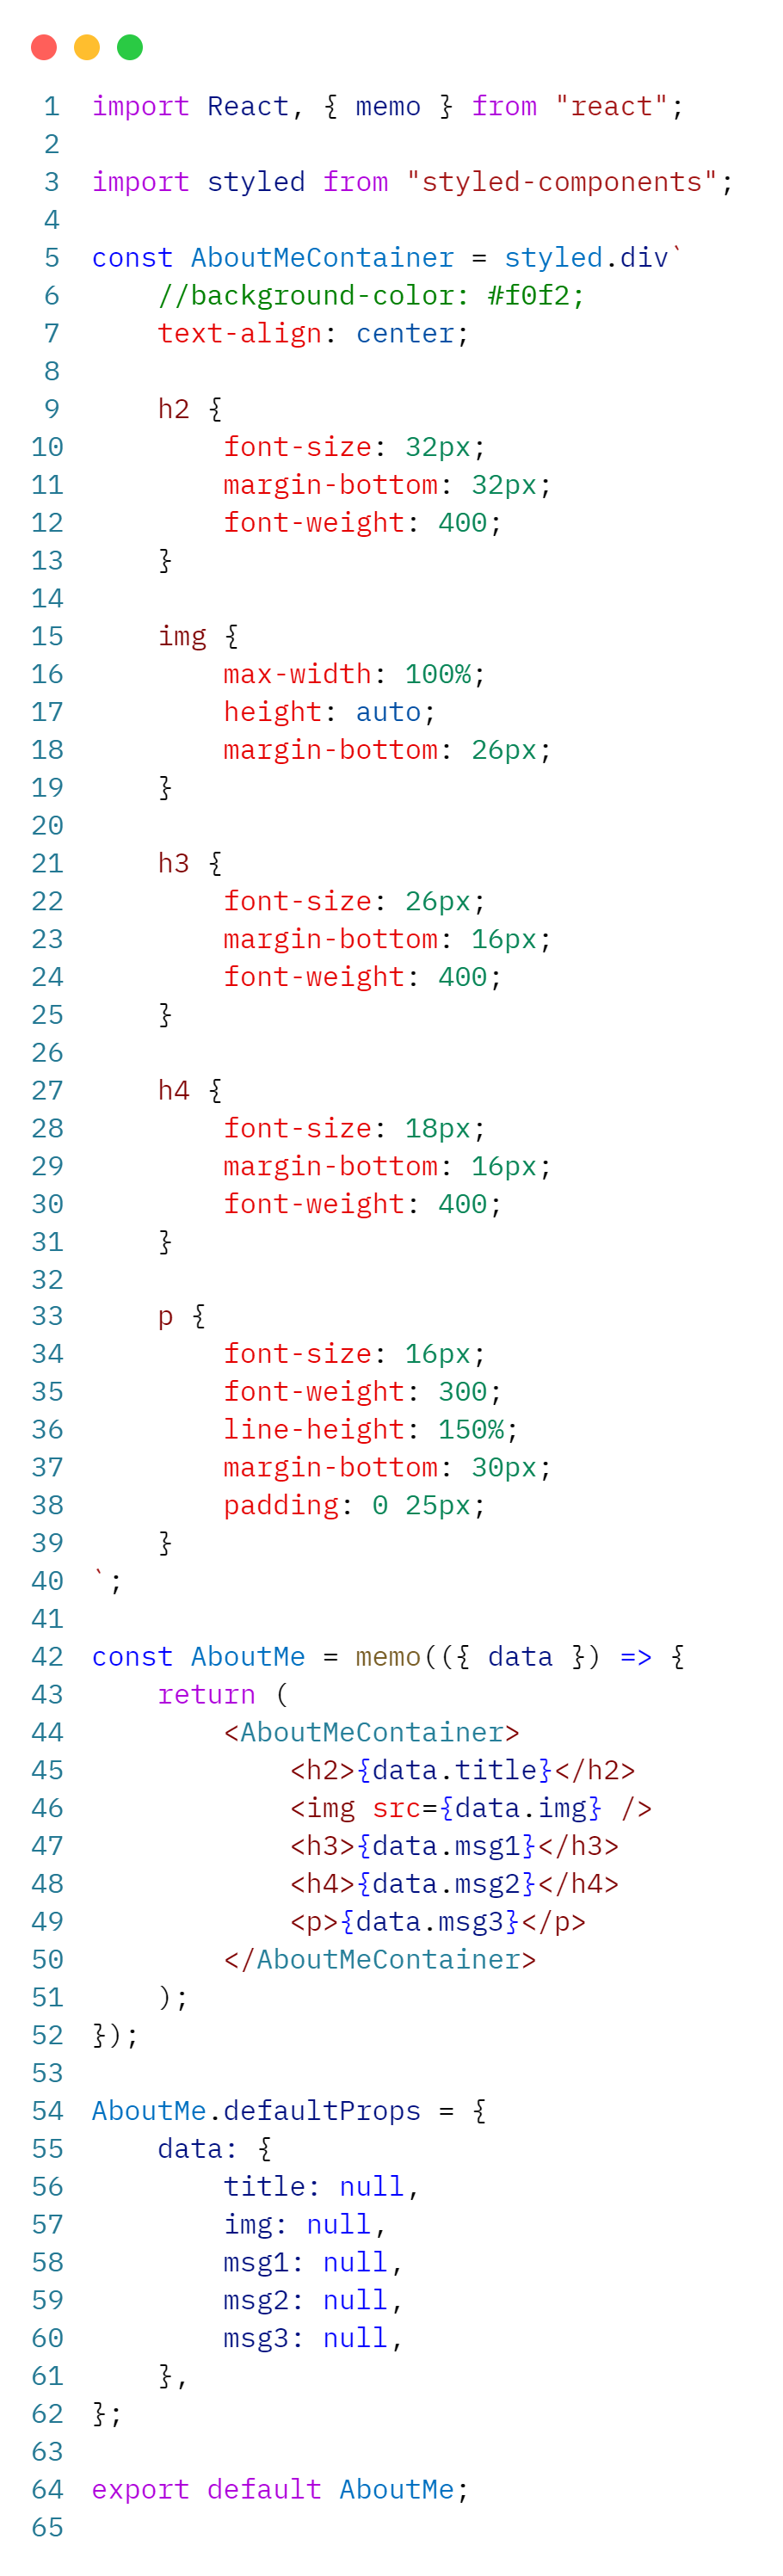 1 import React, { memo } from "react";
2
3 import styled from "styled-components";
4
5 const AboutMeContainer = styled.div`
6     //background-color: #f0f2;
7     text-align: center;
8
9     h2 {
10         font-size: 32px;
11         margin-bottom: 32px;
12         font-weight: 400;
13     }
14
15     img {
16         max-width: 100%;
17         height: auto;
18         margin-bottom: 26px;
19     }
20
21     h3 {
22         font-size: 26px;
23         margin-bottom: 16px;
24         font-weight: 400;
25     }
26
27     h4 {
28         font-size: 18px;
29         margin-bottom: 16px;
30         font-weight: 400;
31     }
32
33     p {
34         font-size: 16px;
35         font-weight: 300;
36         line-height: 150%;
37         margin-bottom: 30px;
38         padding: 0 25px;
39     }
40 `;
41
42 const AboutMe = memo(({ data }) => {
43     return (
44         <AboutMeContainer>
45             <h2>{data.title}</h2>
46             <img src={data.img} />
47             <h3>{data.msg1}</h3>
48             <h4>{data.msg2}</h4>
49             <p>{data.msg3}</p>
50         </AboutMeContainer>
51     );
52 });
53
54 AboutMe.defaultProps = {
55     data: {
56         title: null,
57         img: null,
58         msg1: null,
59         msg2: null,
60         msg3: null,
61     },
62 };
63
64 export default AboutMe;
65